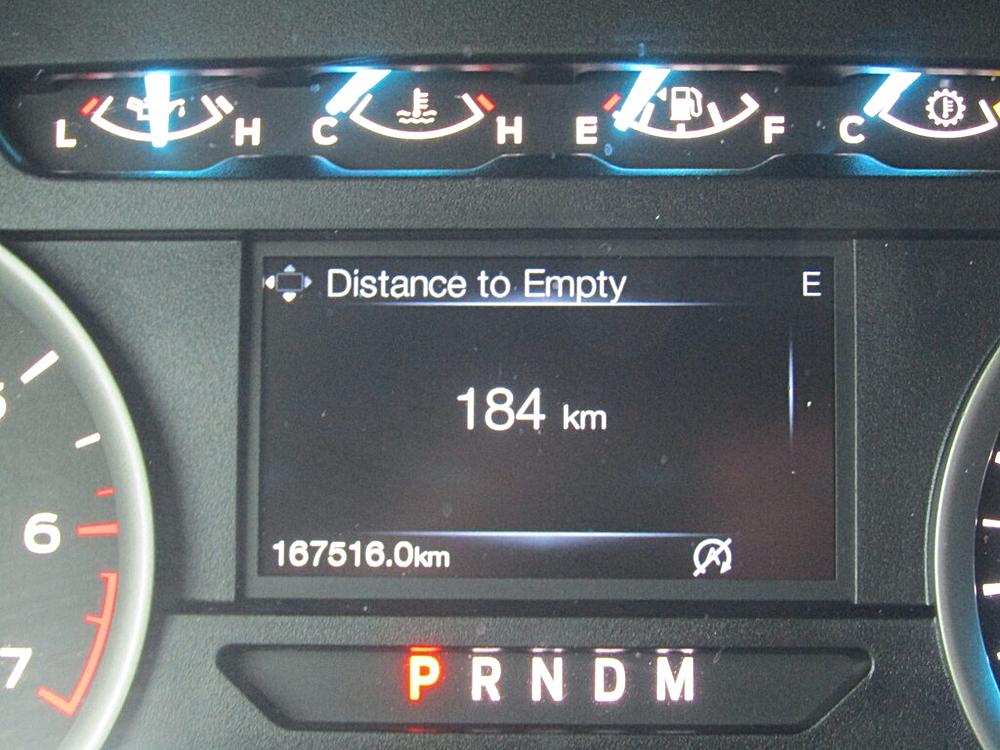 L H C H E F C
Distance to Empty E
184 km
167516.0km
6
7
P R N D M